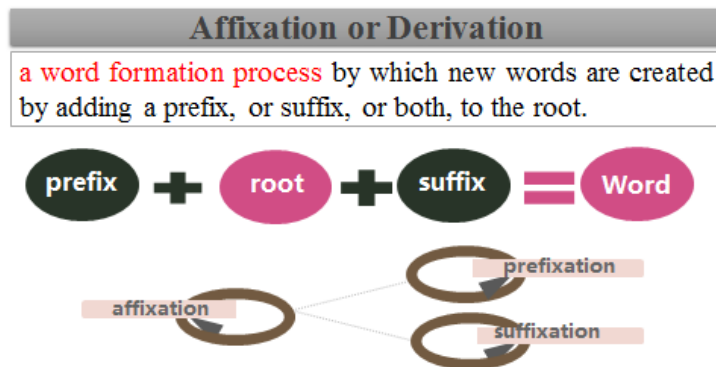 Affixation or Derivation
a word formation process by which new words are created
by adding a prefix, or suffix, or both, to the root.
prefix + root + suffix = Word
prefixation
affixation
suffixation